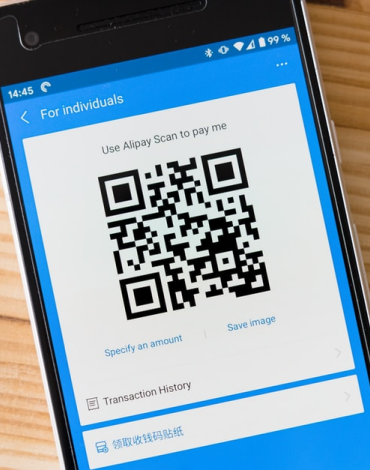 14:45 99 %
For individuals
Use Alipay Scan to pay me
Specify an amount Save image
Transaction History
领取收钱码贴纸